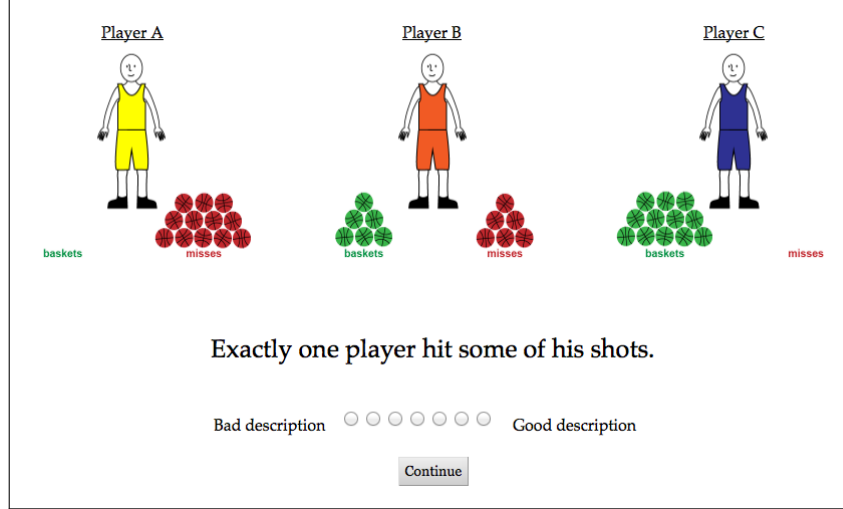 Player A
Player B
Player C
baskets
misses
baskets
misses
baskets
misses
Exactly one player hit some of his shots.
Bad description
Good description
Continue